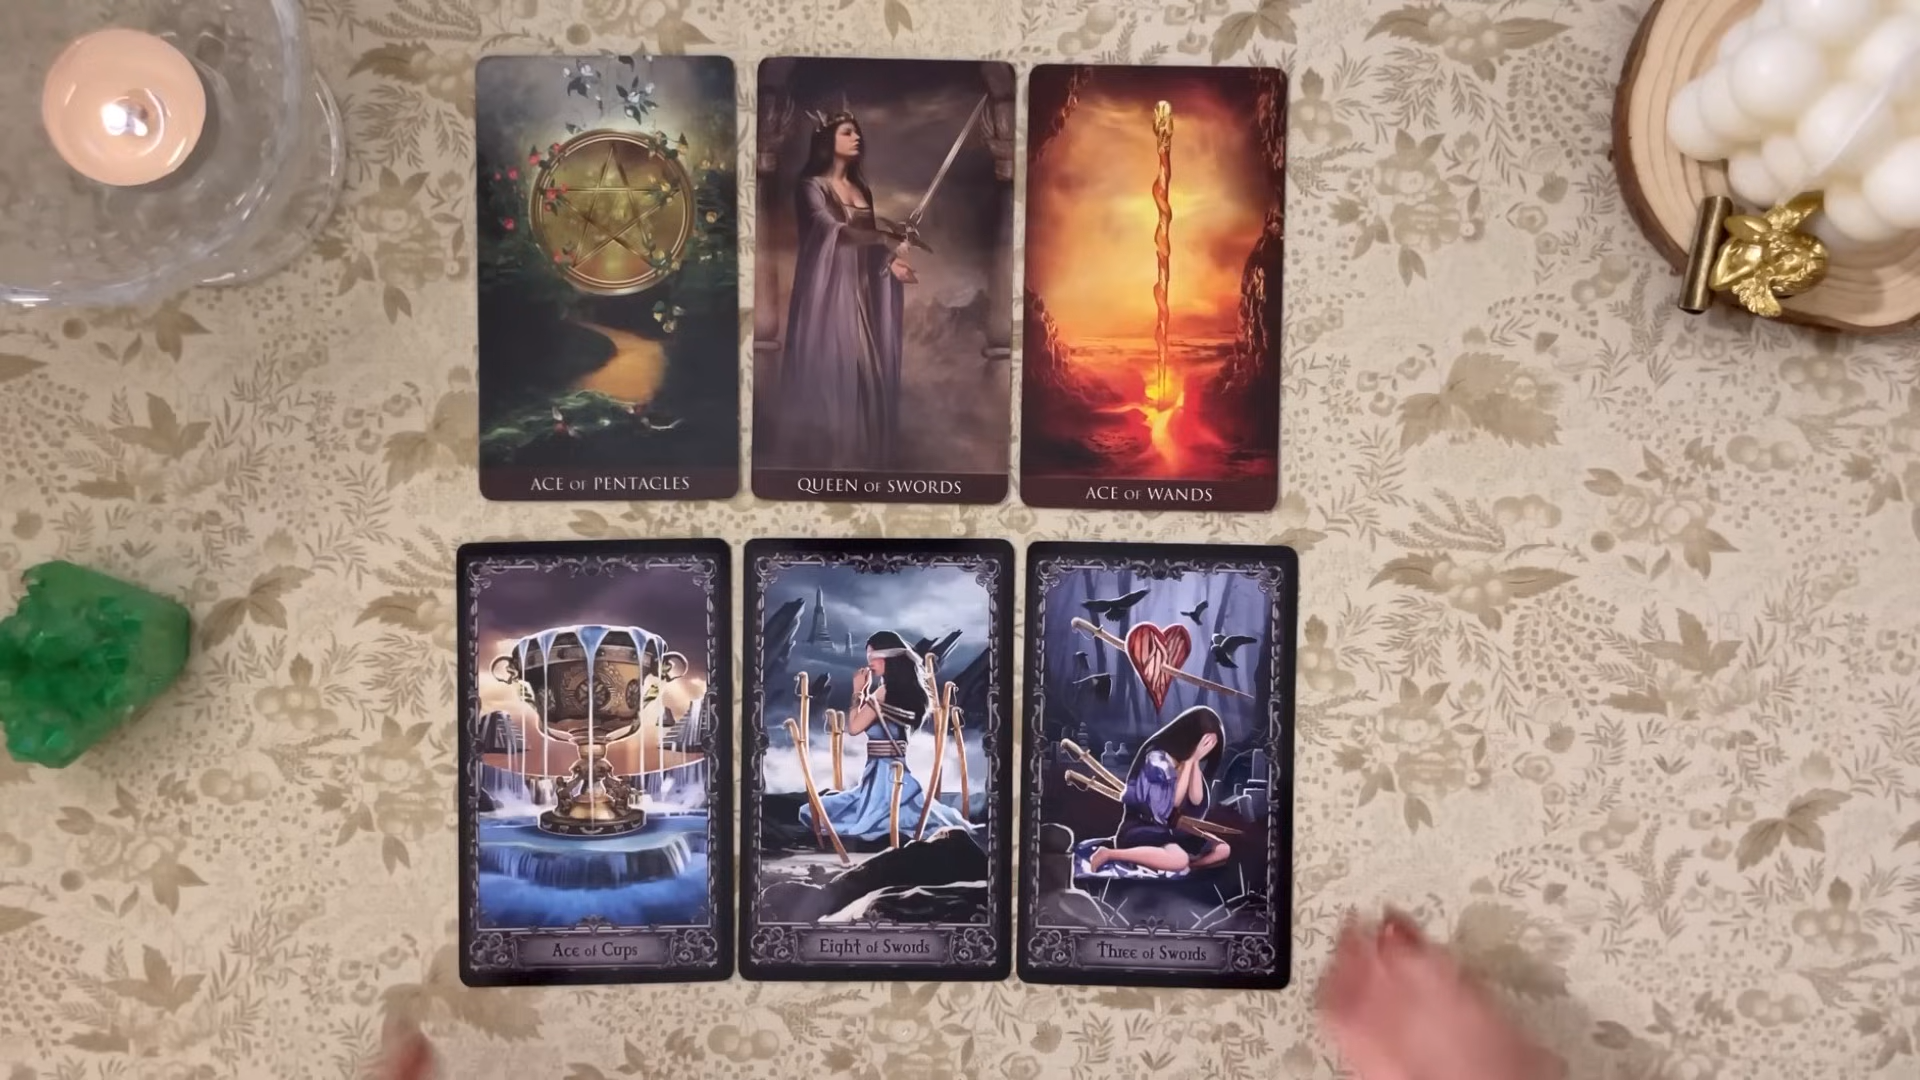 ACE OF PENTACLES
QUEEN OF SWORDS
ACE OF WANDS
Ace of Cups
Eight of Swords
Three of Swords